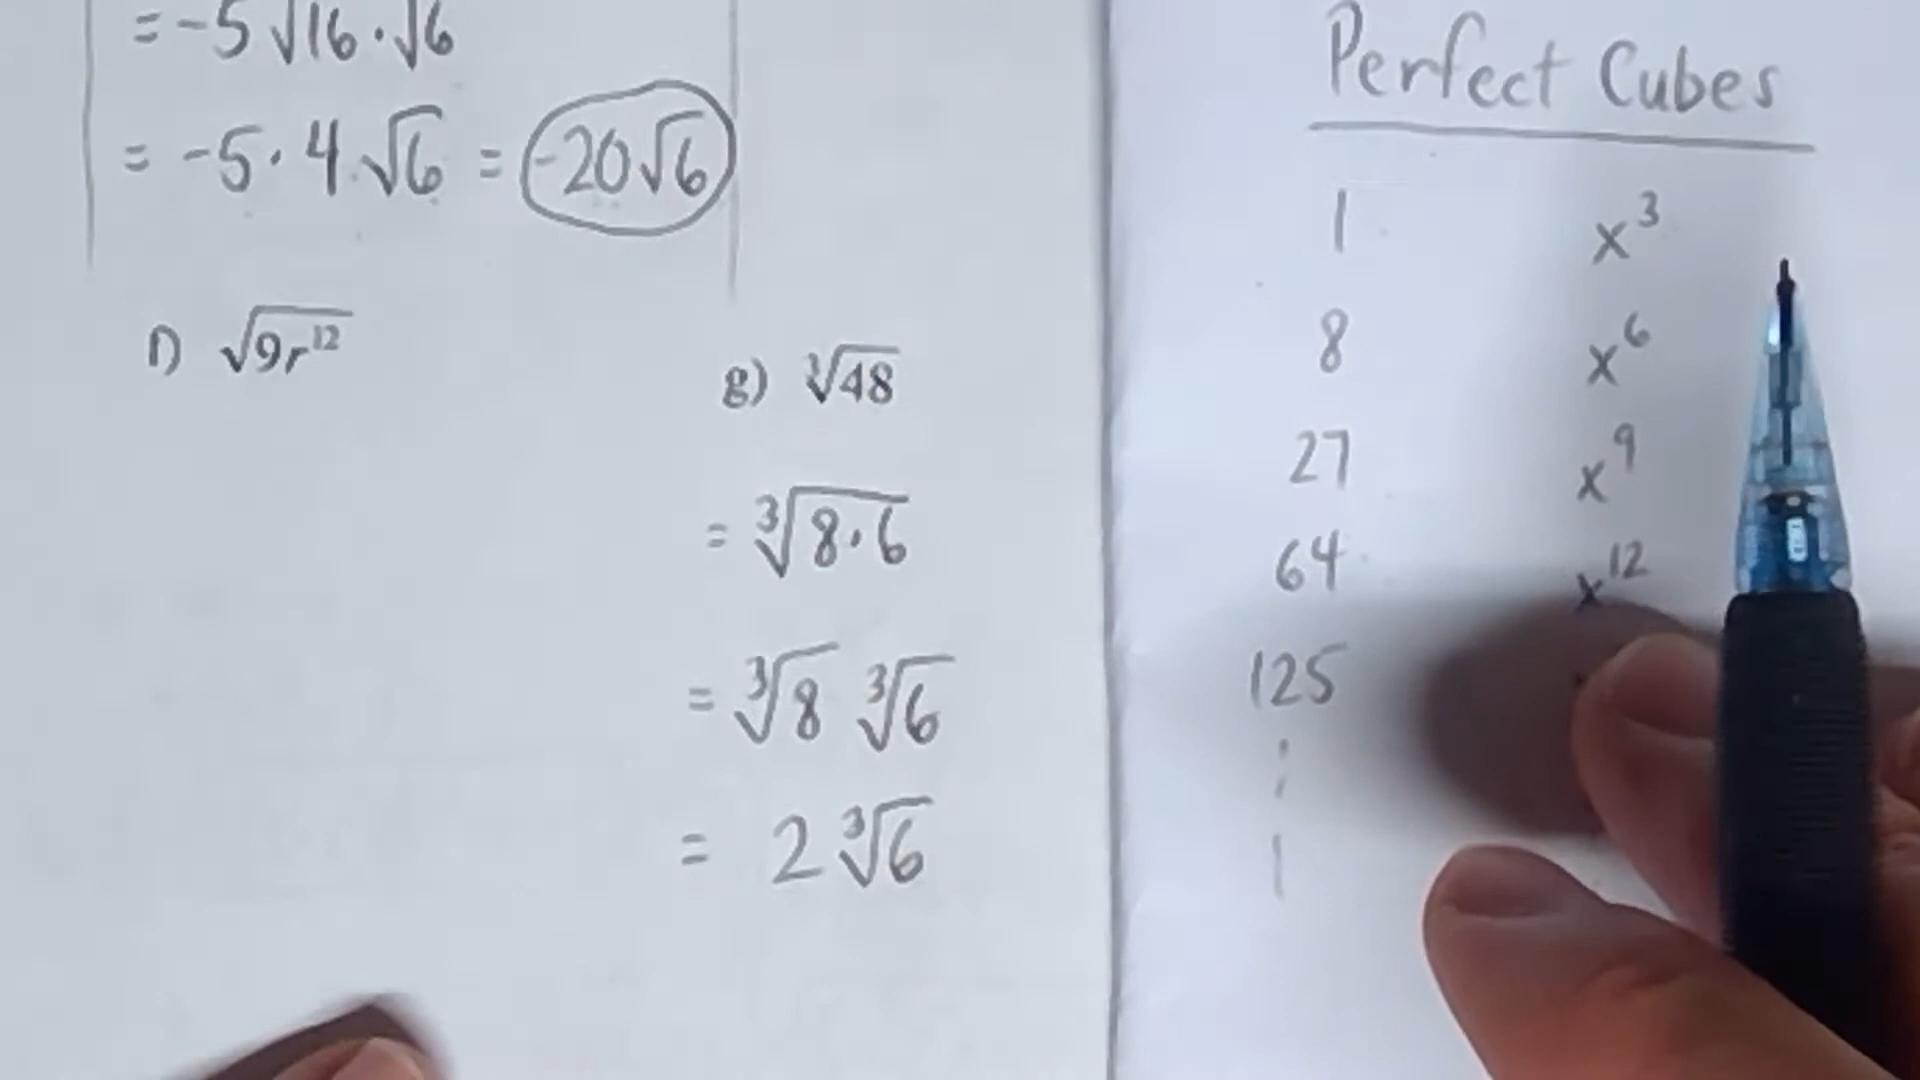 = -5 √16 · √6
= -5 · 4 √6 = -20√6
f) √9r¹²
g) ∛48
= ∛8·6
= ∛8 ∛6
= 2 ∛6
Perfect Cubes
1 x³
8 x⁶
27 x⁹
64 x¹²
125